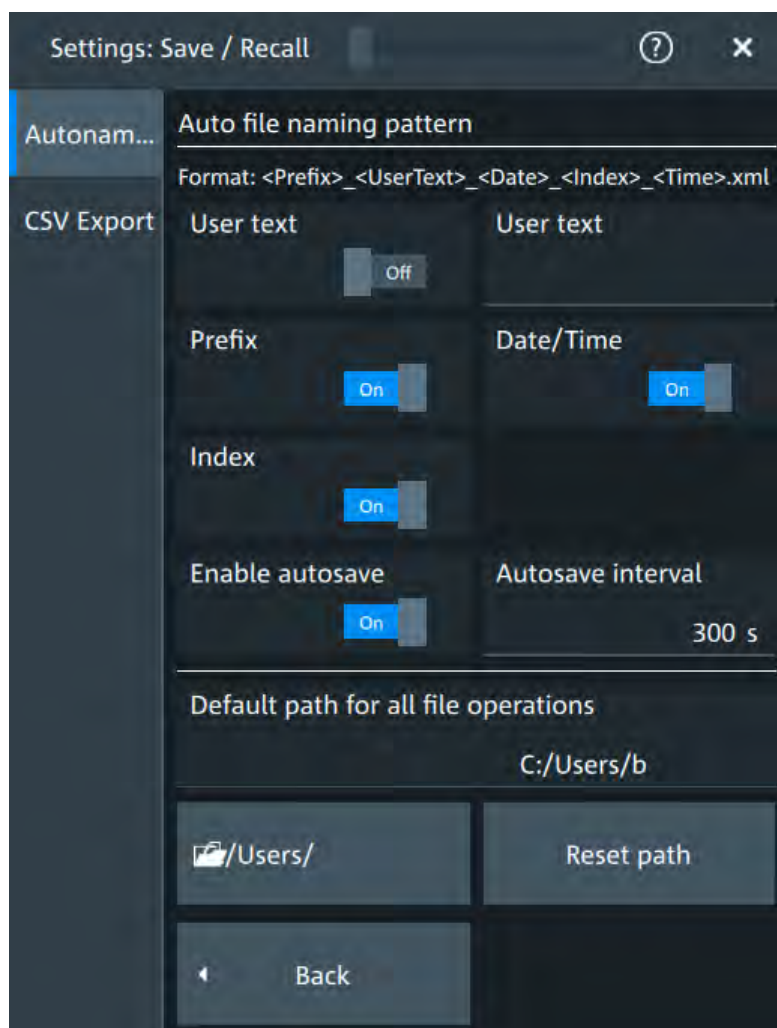 Settings: Save / Recall ?
Autonam...
Auto file naming pattern
Format: <Prefix>_<UserText>_<Date>_<Index>_<Time>.xml
CSV Export
User text User text
Off
Prefix Date/Time
On On
Index
On
Enable autosave Autosave interval
On 300 s
Default path for all file operations
C:/Users/b
/Users/ Reset path
Back